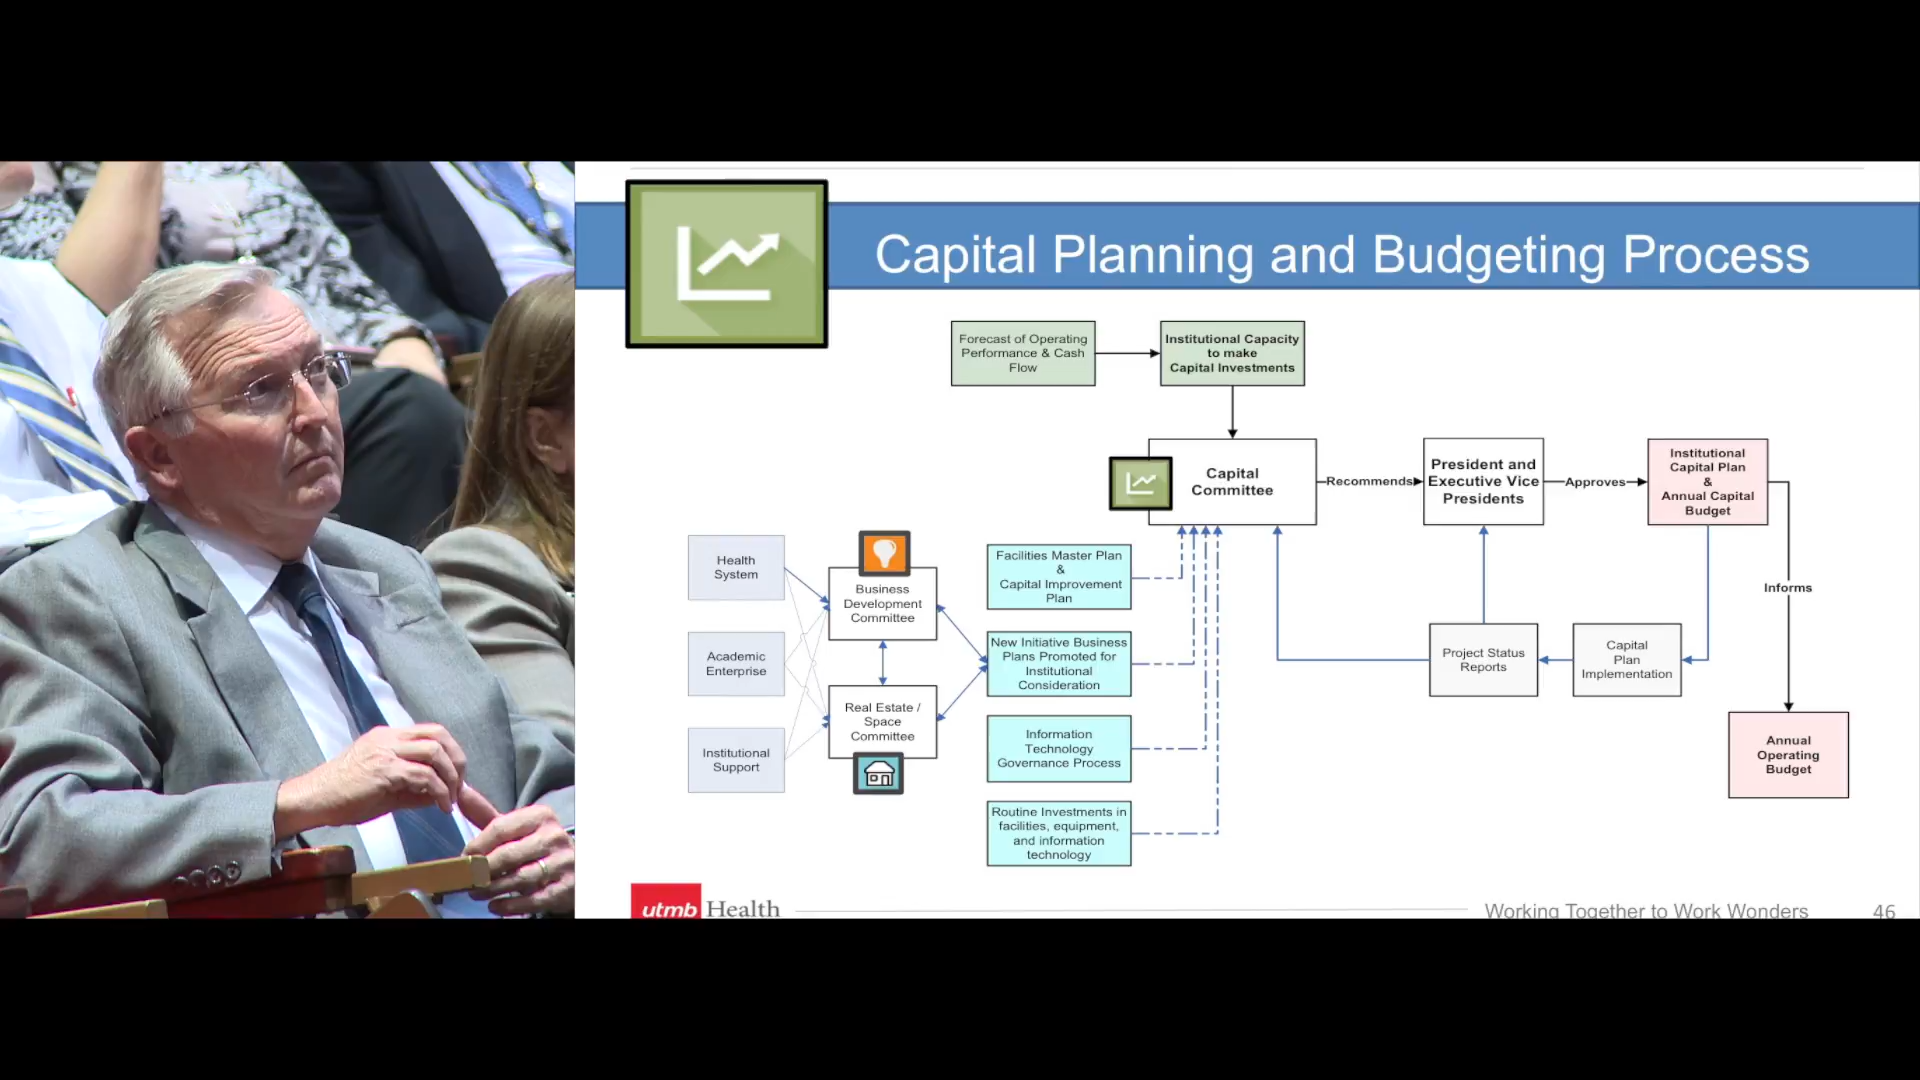 Capital Planning and Budgeting Process
Forecast of Operating
Performance & Cash
Flow
Institutional Capacity
to make
Capital Investments
Capital
Committee
Recommends
President and
Executive Vice
Presidents
Approves
Institutional
Capital Plan
&
Annual Capital
Budget
Health
System
Business
Development
Committee
Facilities Master Plan
&
Capital Improvement
Plan
Informs
Academic
Enterprise
New Initiative Business
Plans Promoted for
Institutional
Consideration
Project Status
Reports
Capital
Plan
Implementation
Institutional
Support
Real Estate /
Space
Committee
Information
Technology
Governance Process
Annual
Operating
Budget
Routine Investments in
facilities, equipment,
and information
technology
utmb Health
Working Together to Work Wonders
46